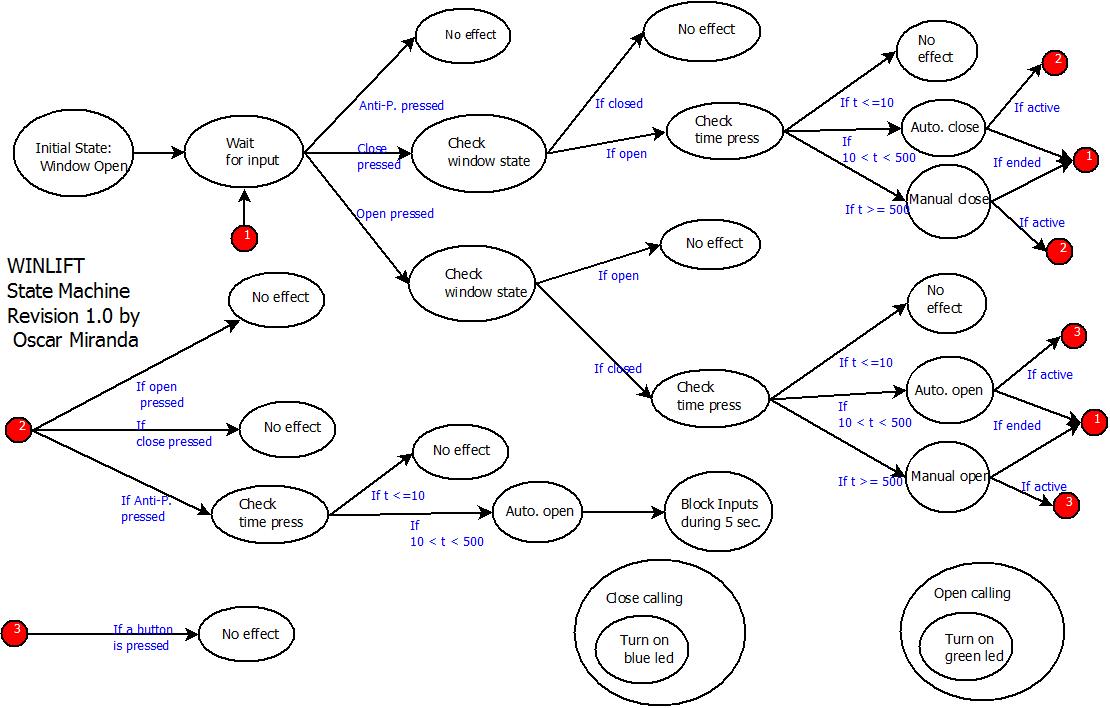 No effect
No effect
No
effect
2
Anti-P. pressed
If closed
If t <=10
If active
Initial State:
Window Open
Wait
for input
Close
pressed
Check
window state
If open
Check
time press
If
10 < t < 500
Auto. close
If ended
1
Open pressed
If t >= 500
Manual close
If active
2
1
WINLIFT
State Machine
Revision 1.0 by
Oscar Miranda
Check
window state
If open
No effect
If closed
Check
time press
If t <=10
No
effect
If
10 < t < 500
Auto. open
If active
3
If ended
1
If t >= 500
Manual open
If active
3
2
If open
pressed
No effect
If
close pressed
No effect
If Anti-P.
pressed
Check
time press
If t <=10
No effect
If
10 < t < 500
Auto. open
Block Inputs
during 5 sec.
3
If a button
is pressed
No effect
Close calling
Turn on
blue led
Open calling
Turn on
green led